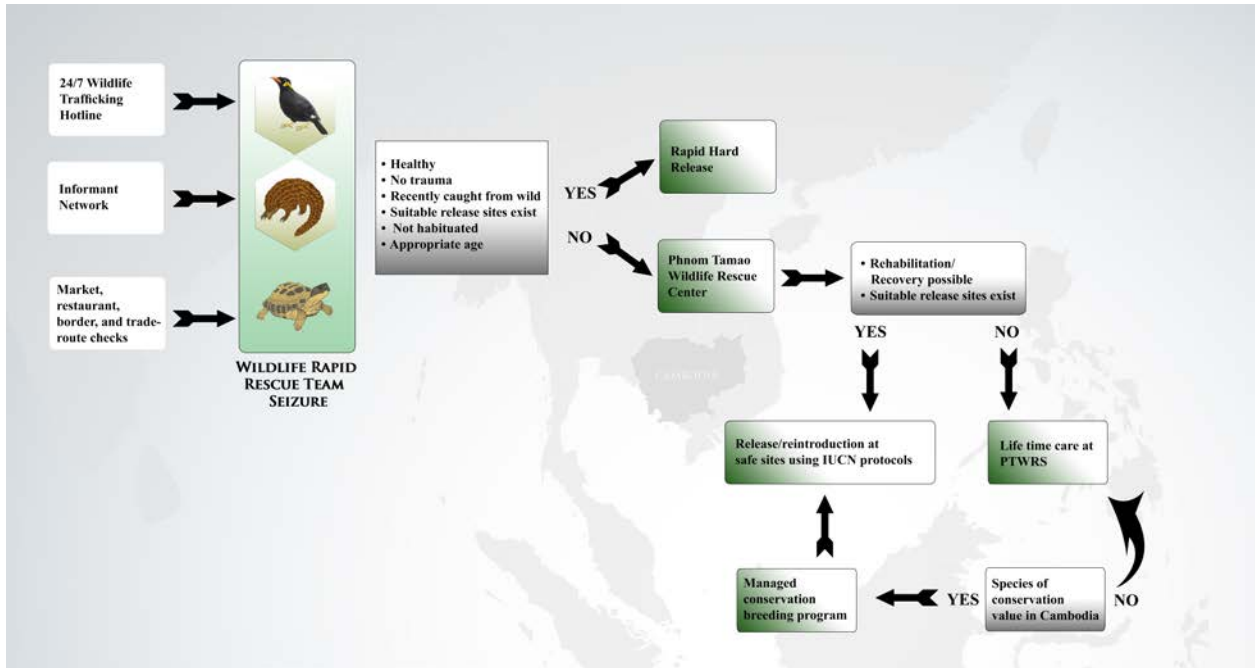 24/7 Wildlife
Trafficking
Hotline
Informant
Network
Market,
restaurant,
border, and trade-
route checks
WILDLIFE RAPID
RESCUE TEAM
SEIZURE
• Healthy
• No trauma
• Recently caught from wild
• Suitable release sites exist
• Not habituated
• Appropriate age
YES
NO
Rapid Hard
Release
Phnom Tamao
Wildlife Rescue
Center
• Rehabilitation/
Recovery possible
• Suitable release sites exist
YES
NO
CAMBODIA
Release/reintroduction at
safe sites using IUCN protocols
Life time care at
PTWRS
Managed
conservation
breeding program
YES
Species of
conservation
value in Cambodia
NO